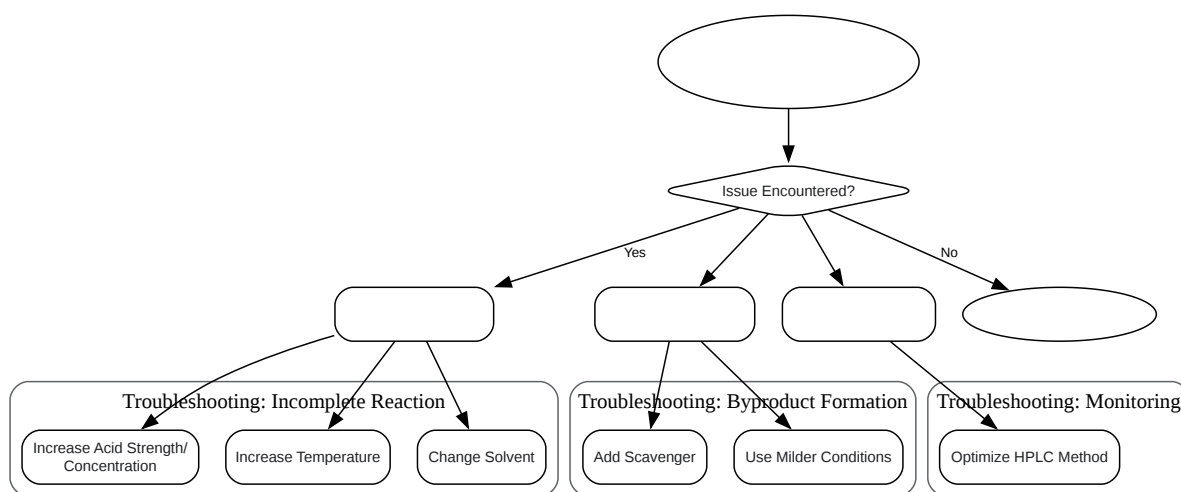 Issue Encountered?
Yes
No
Troubleshooting: Incomplete Reaction
Troubleshooting: Byproduct Formation
Troubleshooting: Monitoring
Increase Acid Strength/
Concentration
Increase Temperature
Change Solvent
Add Scavenger
Use Milder Conditions
Optimize HPLC Method